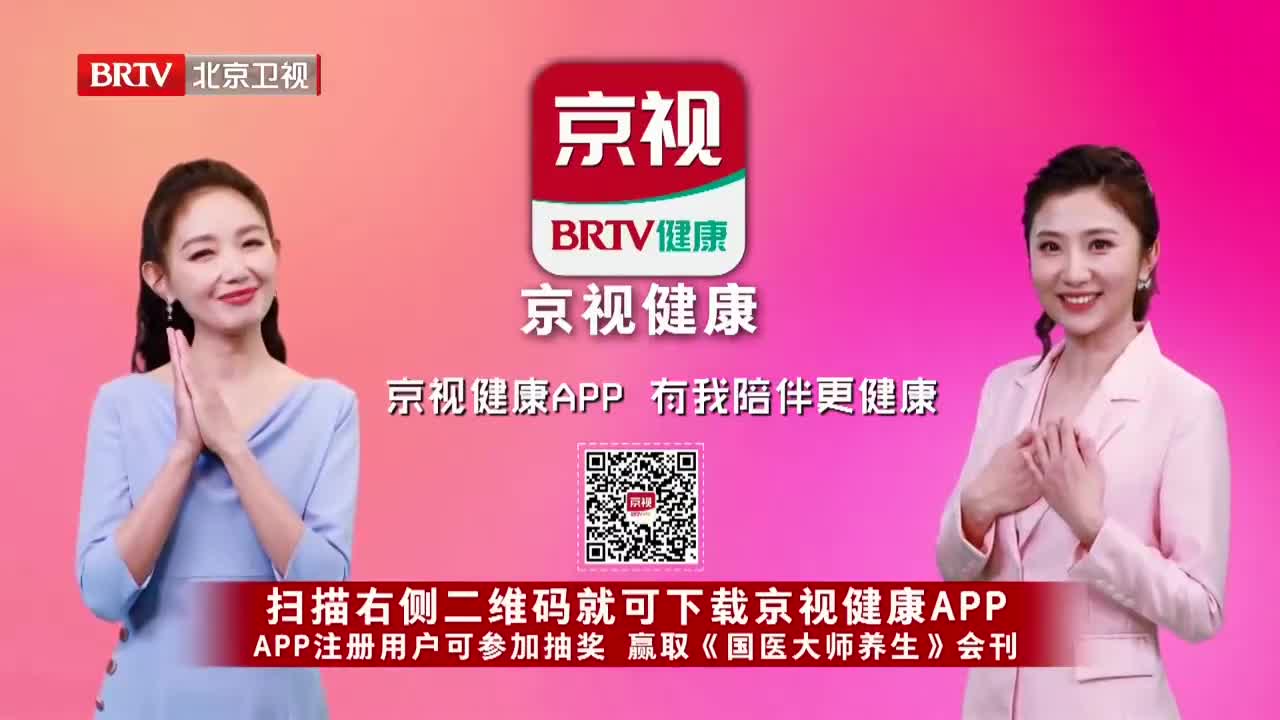 BRTV 北京卫视
京视
BRTV健康
京视健康
京视健康APP 有我陪伴更健康
京视
扫描右侧二维码就可下载京视健康APP
APP注册用户可参加抽奖 赢取《国医大师养生》会刊